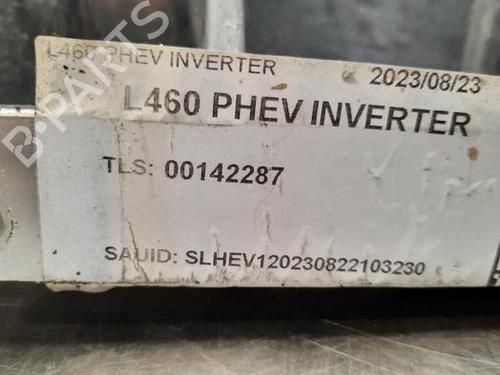 L460 PHEV INVERTER
2023/08/23
L460 PHEV INVERTER
TLS: 00142287
SAUID: SLHEV120230822103230
B-PARTS